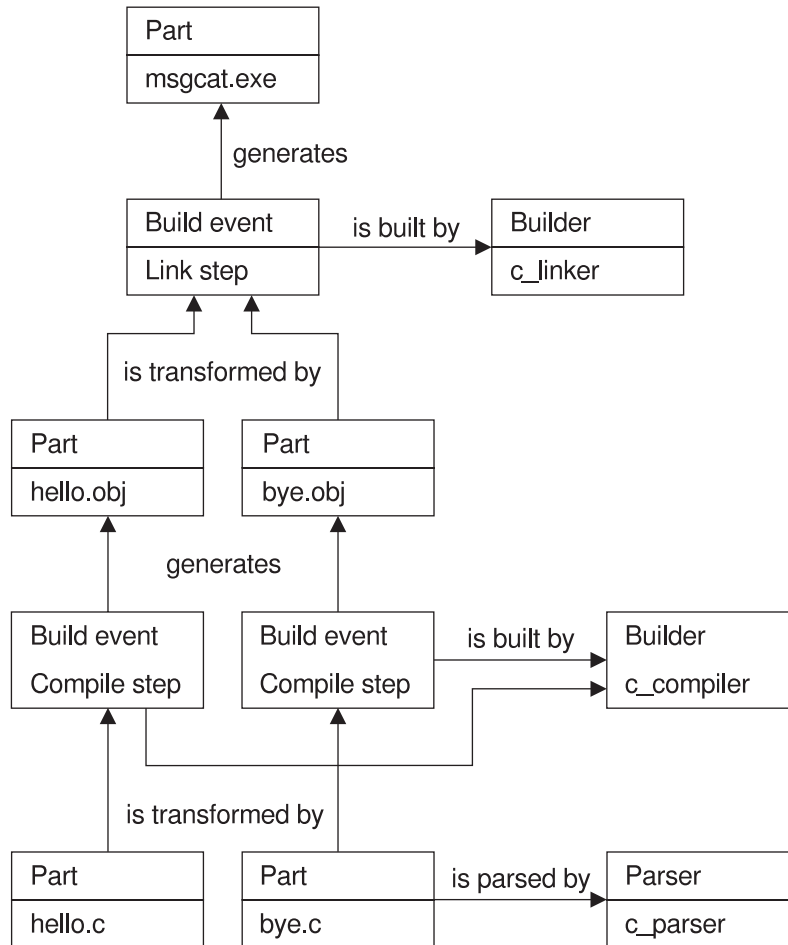 Part
msgcat.exe
generates
Build event
Link step
is built by
Builder
c_linker
is transformed by
Part
hello.obj
Part
bye.obj
generates
Build event
Compile step
Build event
Compile step
is built by
Builder
c_compiler
is transformed by
Part
hello.c
Part
bye.c
is parsed by
Parser
c_parser